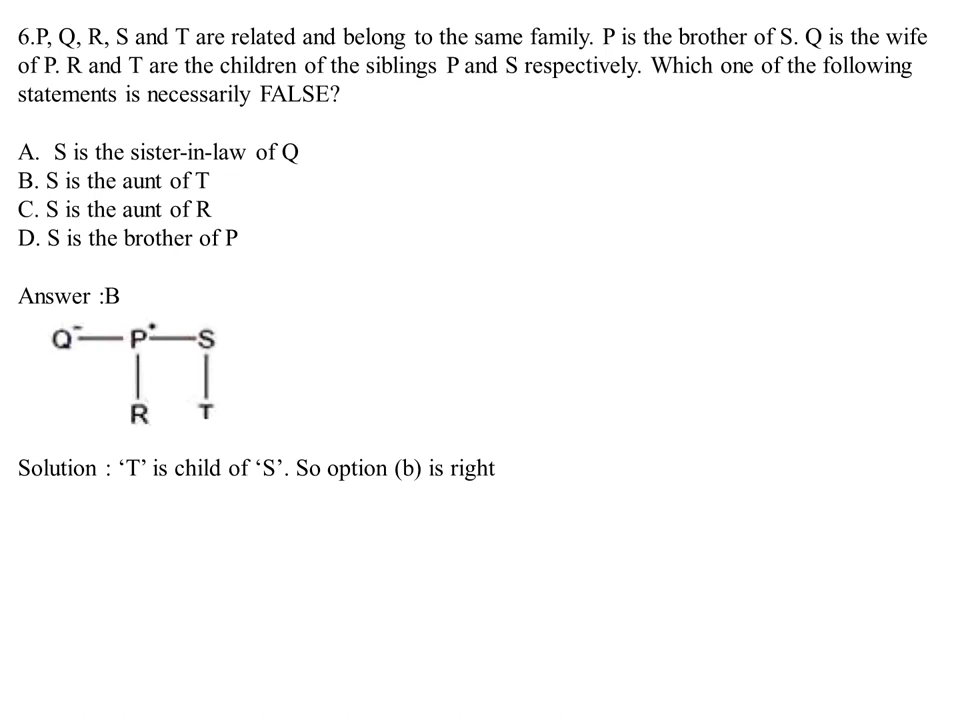 6.P, Q, R, S and T are related and belong to the same family. P is the brother of S. Q is the wife
of P. R and T are the children of the siblings P and S respectively. Which one of the following
statements is necessarily FALSE?
A. S is the sister-in-law of Q
B. S is the aunt of T
C. S is the aunt of R
D. S is the brother of P
Answer :B
Q⁻ — P⁺ — S
R T
Solution : ‘T’ is child of ‘S’. So option (b) is right